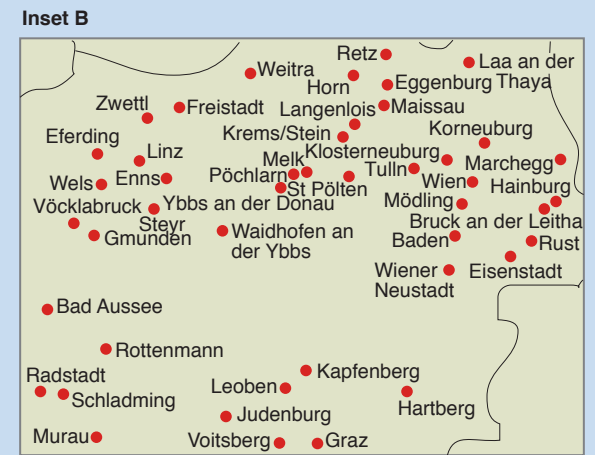 Inset B
Retz
Laa an der
Thaya
Weitra
Horn
Eggenburg
Zwettl
Freistadt
Langenlois
Maissau
Krems/Stein
Korneuburg
Eferding
Linz
Melk
Klosterneuburg
Marchegg
Pöchlarn
Tulln
Wels
Enns
St Pölten
Wien
Hainburg
Vöcklabruck
Ybbs an der Donau
Mödling
Steyr
Bruck an der Leitha
Gmunden
Waidhofen an
der Ybbs
Baden
Rust
Wiener
Neustadt
Eisenstadt
Bad Aussee
Rottenmann
Radstadt
Schladming
Kapfenberg
Leoben
Hartberg
Judenburg
Murau
Voitsberg
Graz